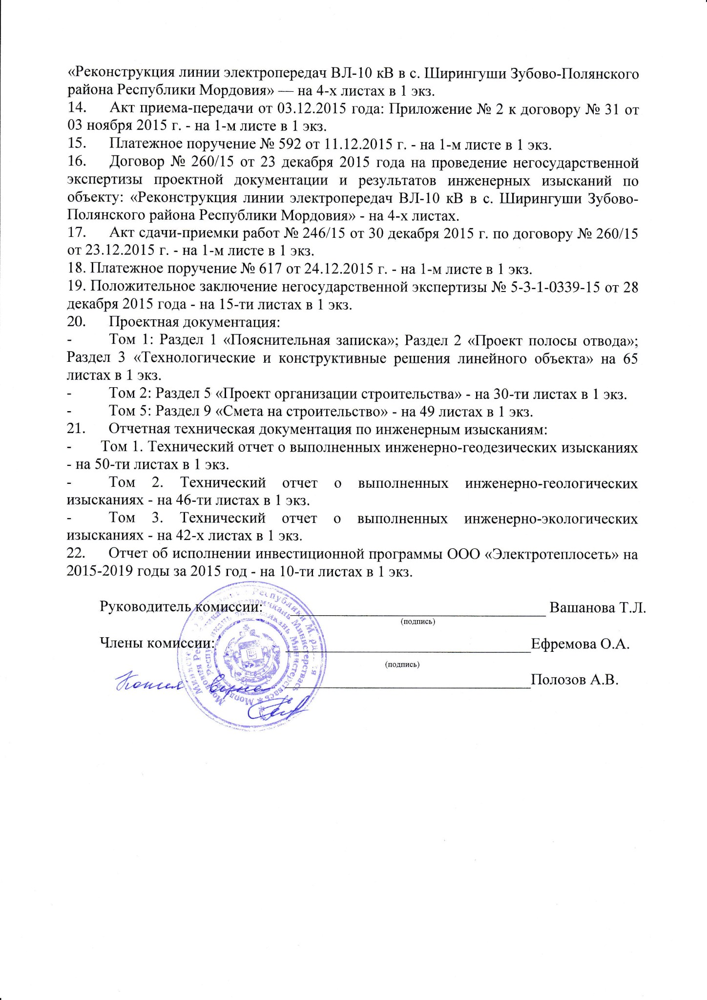 «Реконструкция линии электропередач ВЛ-10 кВ в с. Ширингуши Зубово-Полянского
района Республики Мордовия» — на 4-х листах в 1 экз.
14. Акт приема-передачи от 03.12.2015 года: Приложение № 2 к договору № 31 от
03 ноября 2015 г. - на 1-м листе в 1 экз.
15. Платежное поручение № 592 от 11.12.2015 г. - на 1-м листе в 1 экз.
16. Договор № 260/15 от 23 декабря 2015 года на проведение негосударственной
экспертизы проектной документации и результатов инженерных изысканий по
объекту: «Реконструкция линии электропередач ВЛ-10 кВ в с. Ширингуши Зубово-
Полянского района Республики Мордовия» - на 4-х листах.
17. Акт сдачи-приемки работ № 246/15 от 30 декабря 2015 г. по договору № 260/15
от 23.12.2015 г. - на 1-м листе в 1 экз.
18. Платежное поручение № 617 от 24.12.2015 г. - на 1-м листе в 1 экз.
19. Положительное заключение негосударственной экспертизы № 5-3-1-0339-15 от 28
декабря 2015 года - на 15-ти листах в 1 экз.
20. Проектная документация:
- Том 1: Раздел 1 «Пояснительная записка»; Раздел 2 «Проект полосы отвода»;
Раздел 3 «Технологические и конструктивные решения линейного объекта» на 65
листах в 1 экз.
- Том 2: Раздел 5 «Проект организации строительства» - на 30-ти листах в 1 экз.
- Том 5: Раздел 9 «Смета на строительство» - на 49 листах в 1 экз.
21. Отчетная техническая документация по инженерным изысканиям:
- Том 1. Технический отчет о выполненных инженерно-геодезических изысканиях
- на 50-ти листах в 1 экз.
- Том 2. Технический отчет о выполненных инженерно-геологических
изысканиях - на 46-ти листах в 1 экз.
- Том 3. Технический отчет о выполненных инженерно-экологических
изысканиях - на 42-х листах в 1 экз.
22. Отчет об исполнении инвестиционной программы ООО «Электротеплосеть» на
2015-2019 годы за 2015 год - на 10-ти листах в 1 экз.
Руководитель комиссии: Вашанова Т.Л.
(подпись)
Члены комиссии: Ефремова О.А.
(подпись)
Полозов А.В.
Копия верна